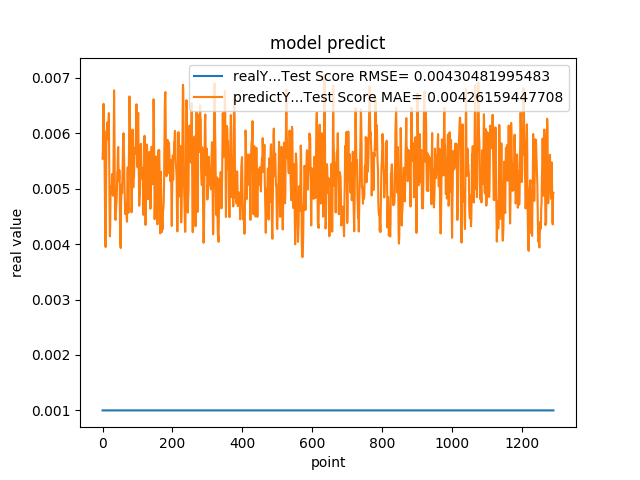 model predict
realY...Test Score RMSE= 0.00430481995483
predictY...Test Score MAE= 0.00426159447708
0.007
0.006
0.005
0.004
0.003
0.002
0.001
real value
0 200 400 600 800 1000 1200
point